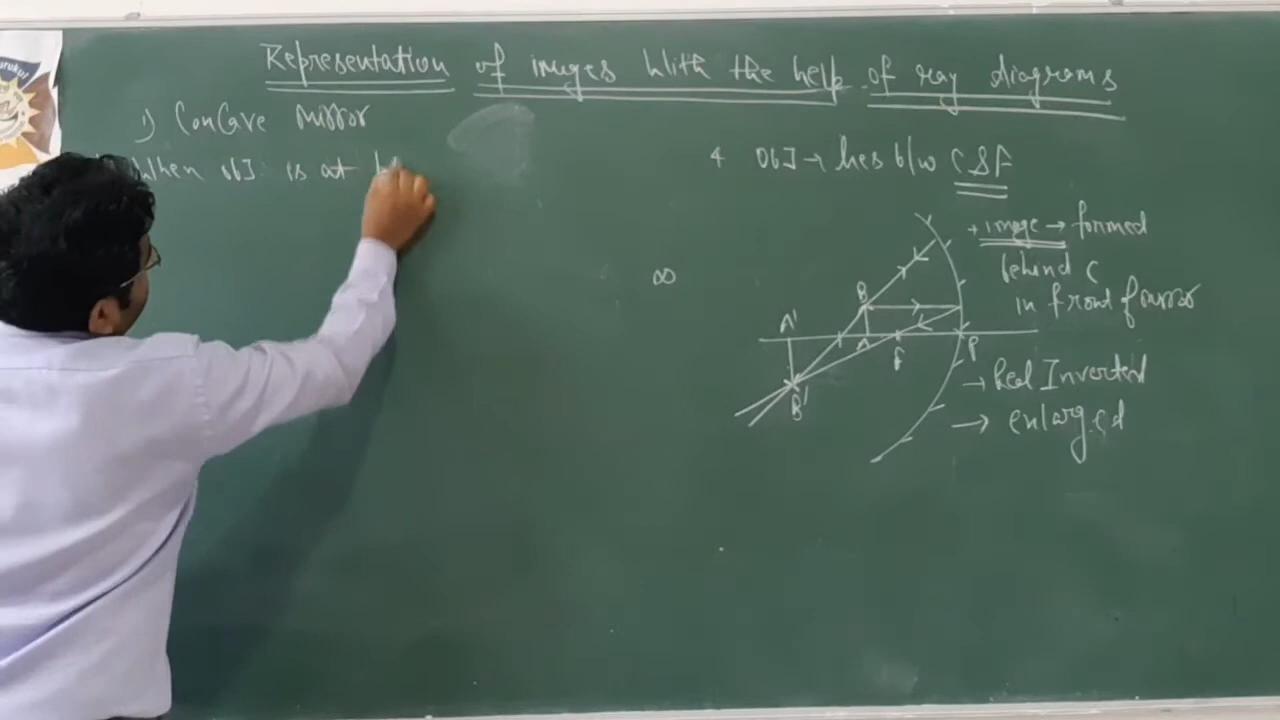 Representation of images With the help of ray diagrams
1) Concave Mirror
When obj is at
4 Obj → lies b/w C & F
∞
→ image → formed
behind C
in front of mirror
→ Real Inverted
→ enlarged
B
A'
A
F
P
B'